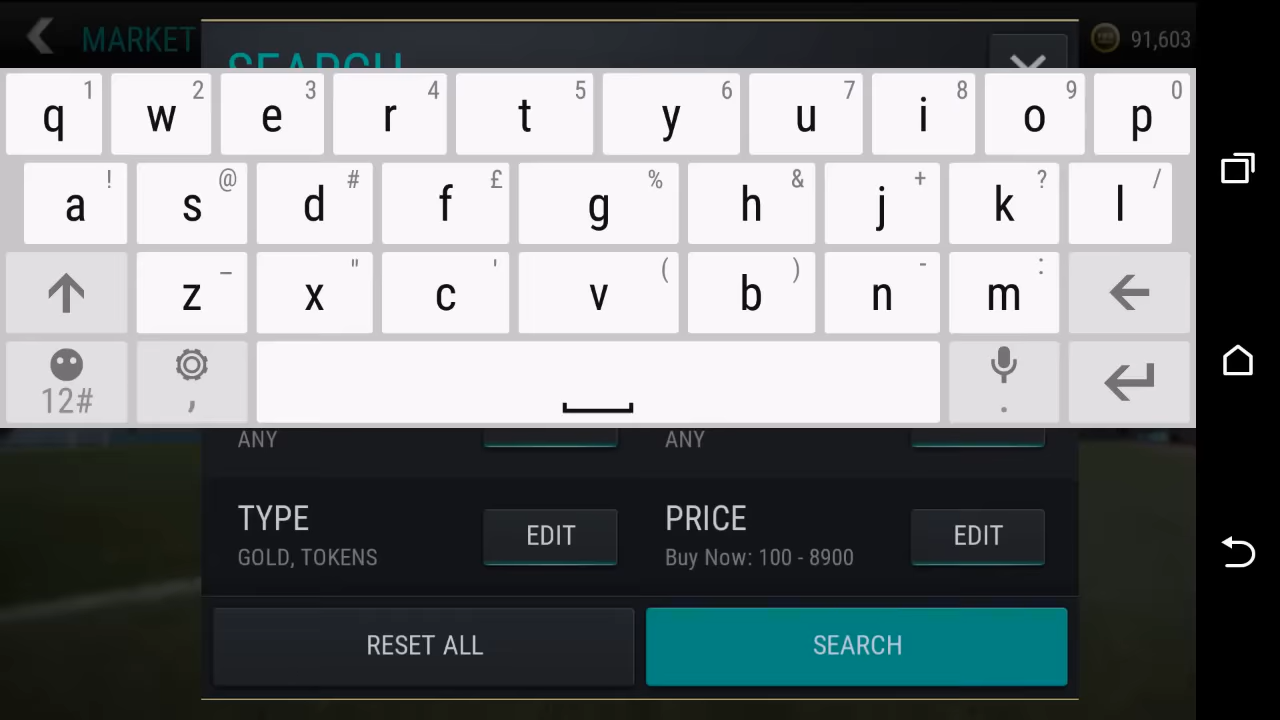 MARKET
SEARCH
91,603
q 1 w 2 e 3 r 4 t 5 y 6 u 7 i 8 o 9 p 0
a ! s @ d # f £ g % h & j + k ? l /
z _ x " c ' v ( b ) n - m :
12# , .
ANY ANY
TYPE EDIT PRICE EDIT
GOLD, TOKENS Buy Now: 100 - 8900
RESET ALL SEARCH